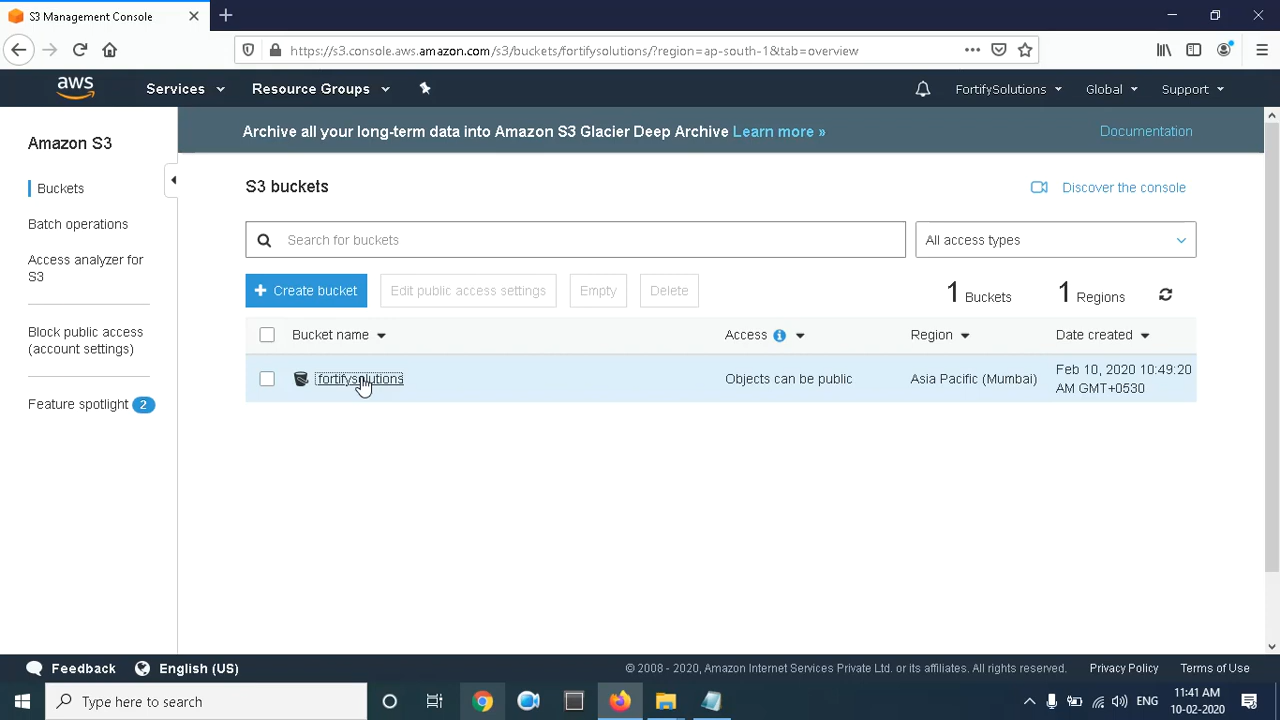 S3 Management Console
https://s3.console.aws.amazon.com/s3/buckets/fortifysolutions/?region=ap-south-1&tab=overview
aws
Services
Resource Groups
FortifySolutions
Global
Support
Archive all your long-term data into Amazon S3 Glacier Deep Archive Learn more »
Documentation
Amazon S3
Buckets
Batch operations
Access analyzer for
S3
Block public access
(account settings)
Feature spotlight 2
S3 buckets
Discover the console
Search for buckets
All access types
+ Create bucket
Edit public access settings
Empty
Delete
1 Buckets
1 Regions
Bucket name
Access
Region
Date created
fortifysolutions
Objects can be public
Asia Pacific (Mumbai)
Feb 10, 2020 10:49:20
AM GMT+0530
Feedback
English (US)
© 2008 - 2020, Amazon Internet Services Private Ltd. or its affiliates. All rights reserved.
Privacy Policy
Terms of Use
Type here to search
ENG
11:41 AM
10-02-2020